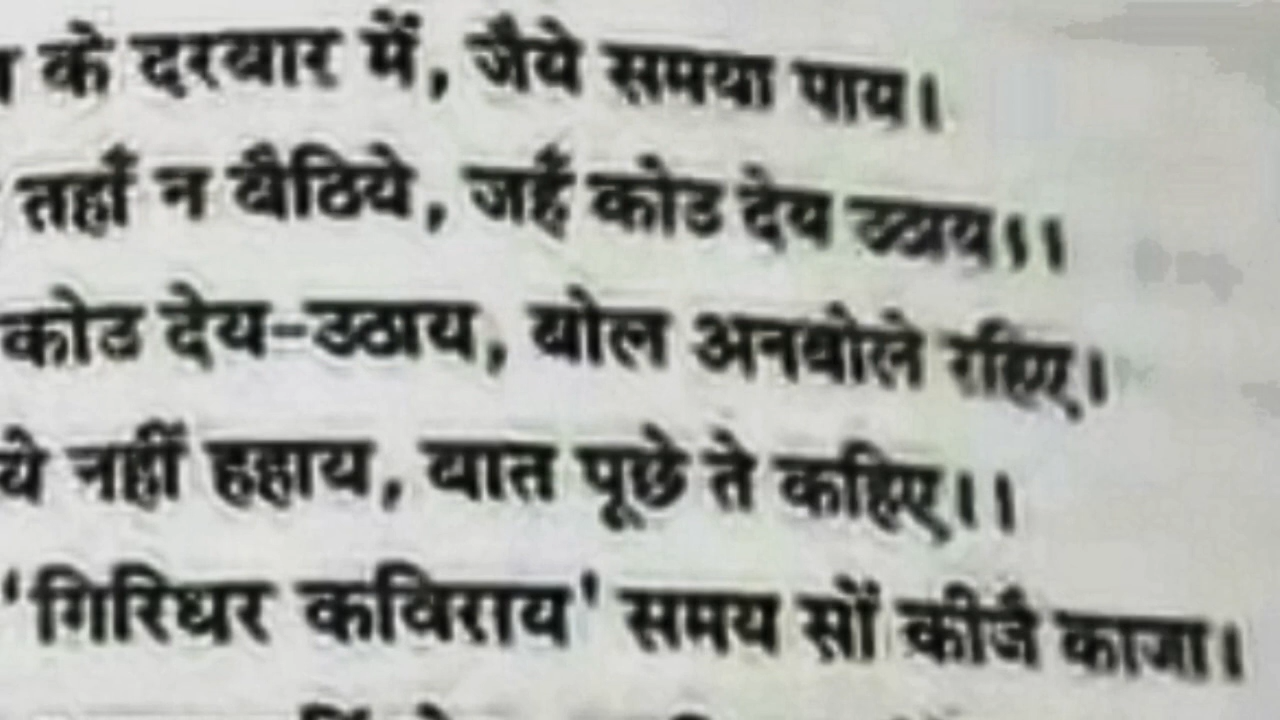 के दरबार में, जैये समया पाय।
तहाँ न बैठिये, जहँ कोउ देय उठाय।।
कोउ देय-उठाय, बोल अनबोले रहिए।
ये नहीं हहाय, बात पूछे ते कहिए।।
'गिरिधर कविराय' समय सों कीजै काजा।